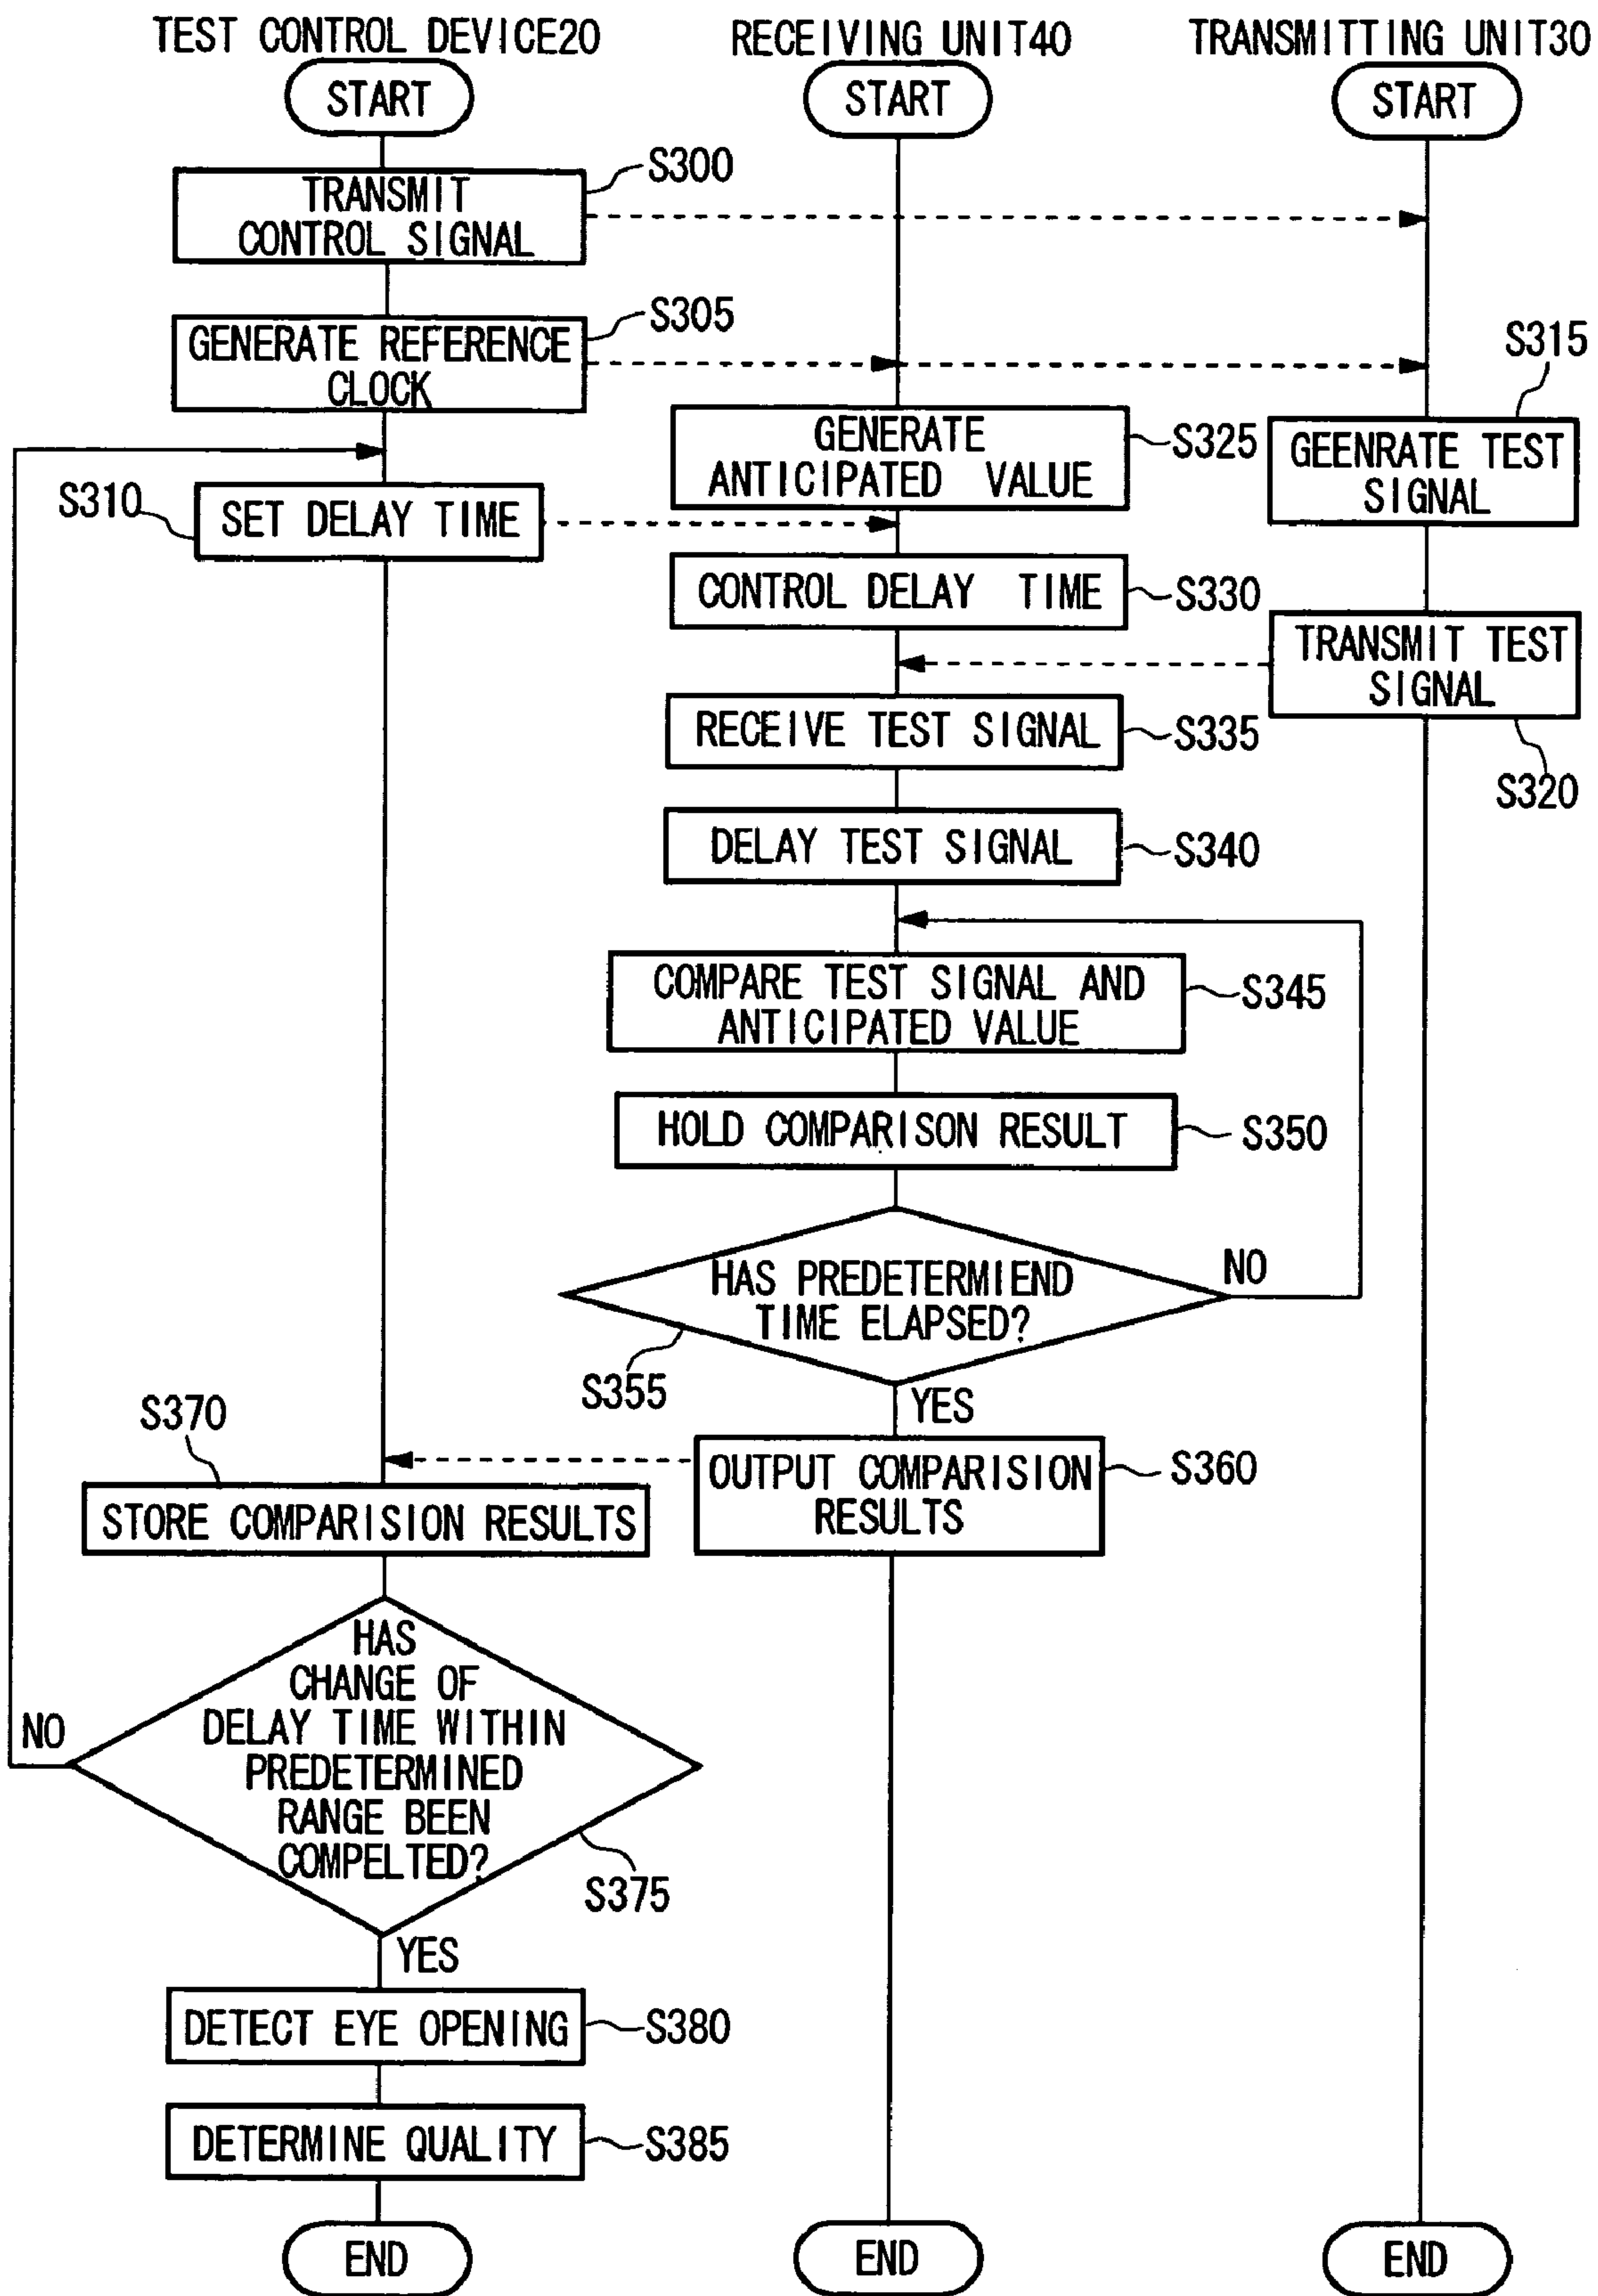 TEST CONTROL DEVICE20
RECEIVING UNIT40
TRANSMITTING UNIT30
START
START
START
TRANSMIT
CONTROL SIGNAL
S300
GENERATE REFERENCE
CLOCK
S305
S315
GENERATE
ANTICIPATED VALUE
S325
GEENRATE TEST
SIGNAL
S310
SET DELAY TIME
CONTROL DELAY TIME
S330
TRANSMIT TEST
SIGNAL
S320
RECEIVE TEST SIGNAL
S335
DELAY TEST SIGNAL
S340
COMPARE TEST SIGNAL AND
ANTICIPATED VALUE
S345
HOLD COMPARISON RESULT
S350
HAS PREDETERMIEND
TIME ELAPSED?
NO
S355
YES
S370
OUTPUT COMPARISION
RESULTS
S360
STORE COMPARISION RESULTS
HAS
CHANGE OF
DELAY TIME WITHIN
PREDETERMINED
RANGE BEEN
COMPELTED?
NO
S375
YES
DETECT EYE OPENING
S380
DETERMINE QUALITY
S385
END
END
END